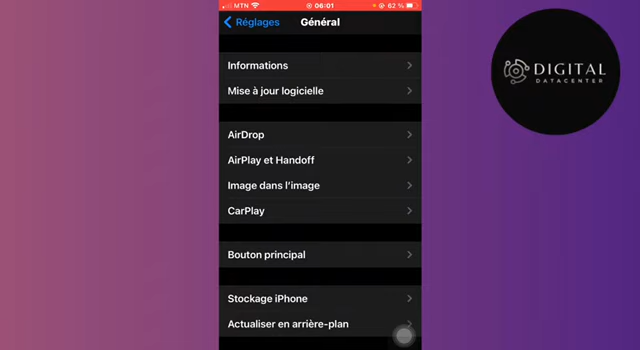 MTN 06:01 62 %
Réglages Général
Informations
Mise à jour logicielle
AirDrop
AirPlay et Handoff
Image dans l'image
CarPlay
Bouton principal
Stockage iPhone
Actualiser en arrière-plan
DIGITAL
DATACENTER